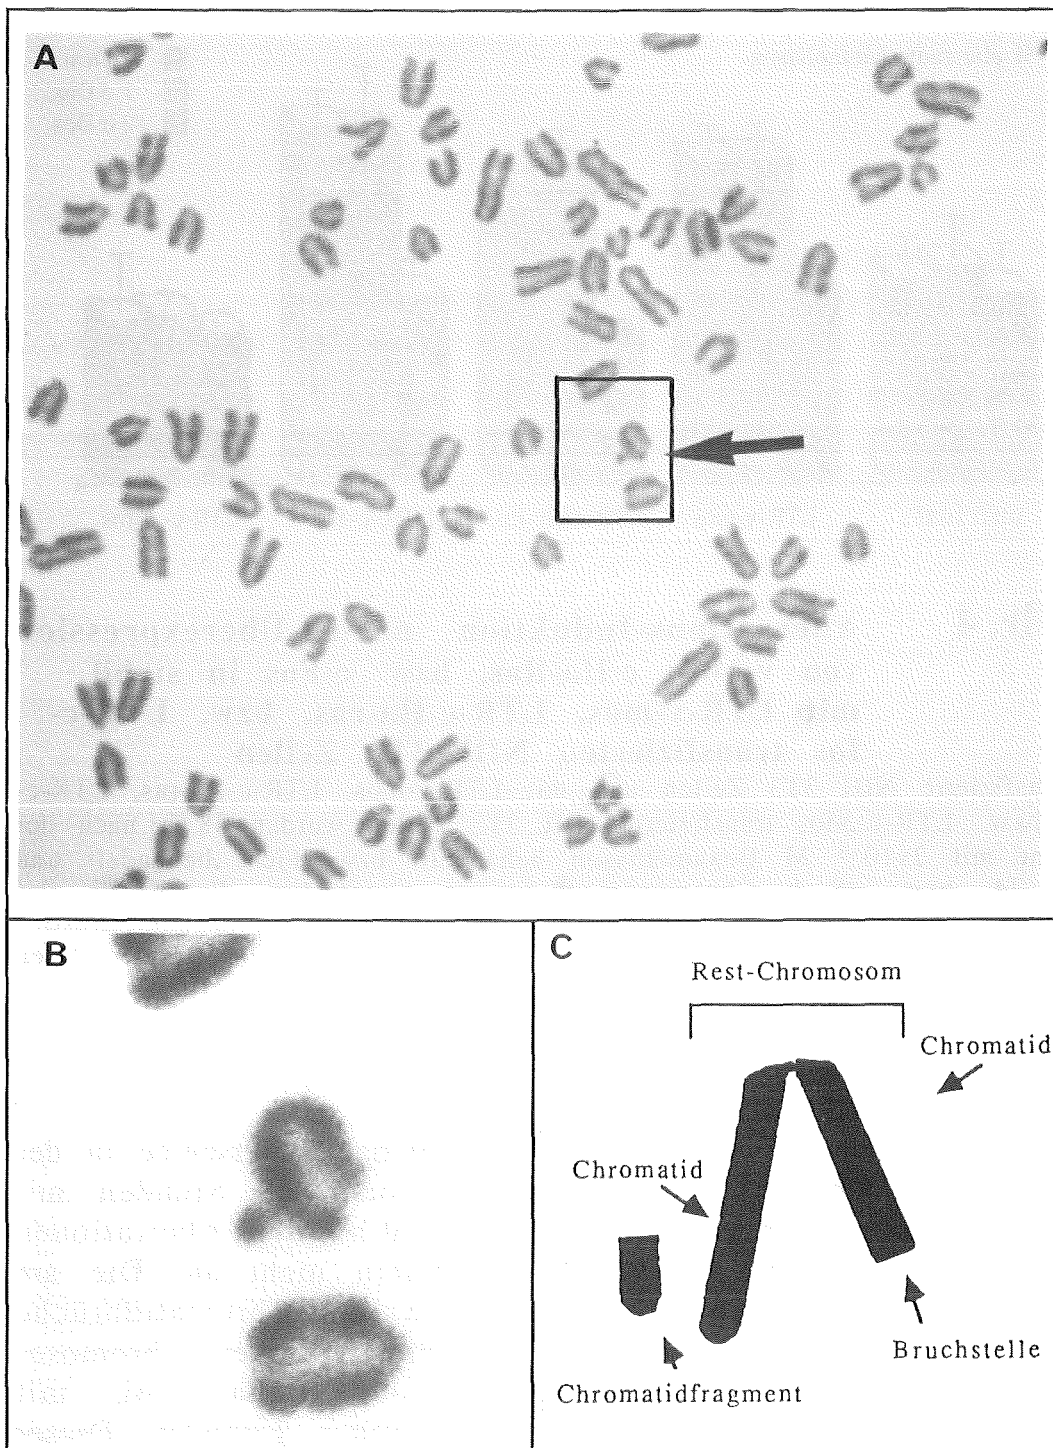 A
B
C
Rest-Chromosom
Chromatid
Chromatid
Bruchstelle
Chromatidfragment